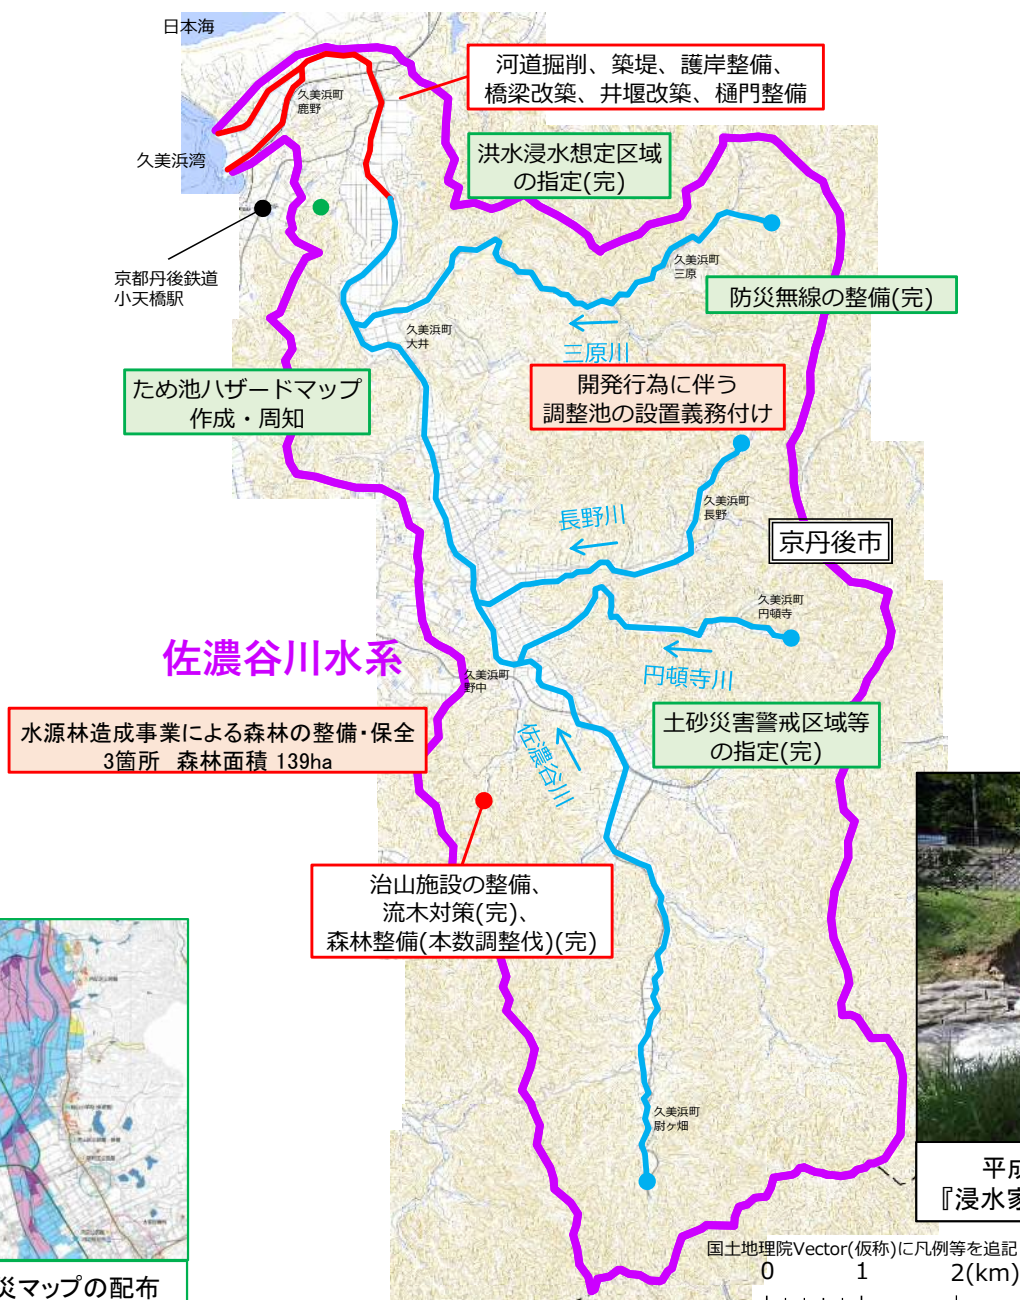 日本海
河道掘削、築堤、護岸整備、
橋梁改築、井堰改築、樋門整備
久美浜町
鹿野
久美浜湾
洪水浸水想定区域
の指定(完)
京都丹後鉄道
小天橋駅
久美浜町
三原
防災無線の整備(完)
久美浜町
大井
三原川
ため池ハザードマップ
作成・周知
開発行為に伴う
調整池の設置義務付け
久美浜町
長野
長野川
京丹後市
久美浜町
円頓寺
佐濃谷川水系
久美浜町
野中
円頓寺川
水源林造成事業による森林の整備・保全
3箇所 森林面積 139ha
土砂災害警戒区域等
の指定(完)
佐濃谷川
治山施設の整備、
流木対策(完)、
森林整備(本数調整伐)(完)
久美浜町
尉ヶ畑
平成
『浸水家
国土地理院Vector(仮称)に凡例等を追記
0 1 2(km)
災マップの配布